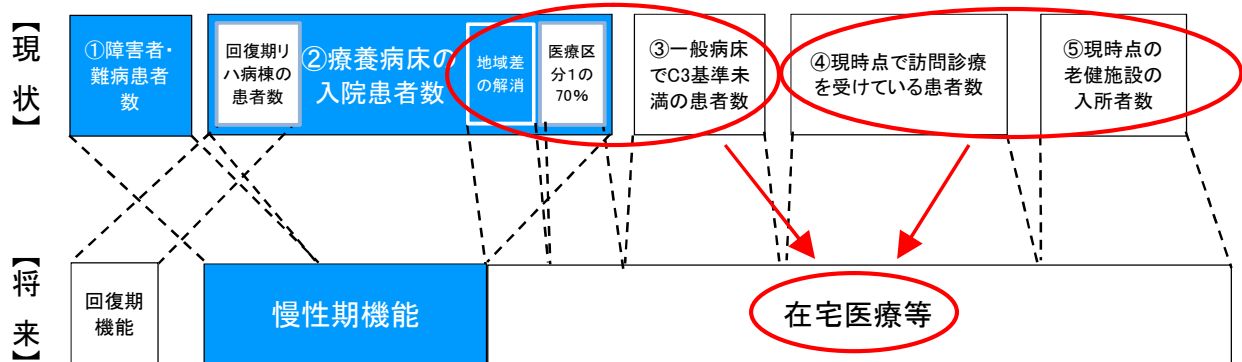 【現状】
①障害者・
難病患者
数
回復期リ
ハ病棟の
患者数
②療養病床の
入院患者数
地域差
の解消
医療区
分1の
70%
③一般病床
でC3基準未
満の患者数
④現時点で訪問診療
を受けている患者数
⑤現時点の
老健施設の
入所者数
【将来】
回復期
機能
慢性期機能
在宅医療等